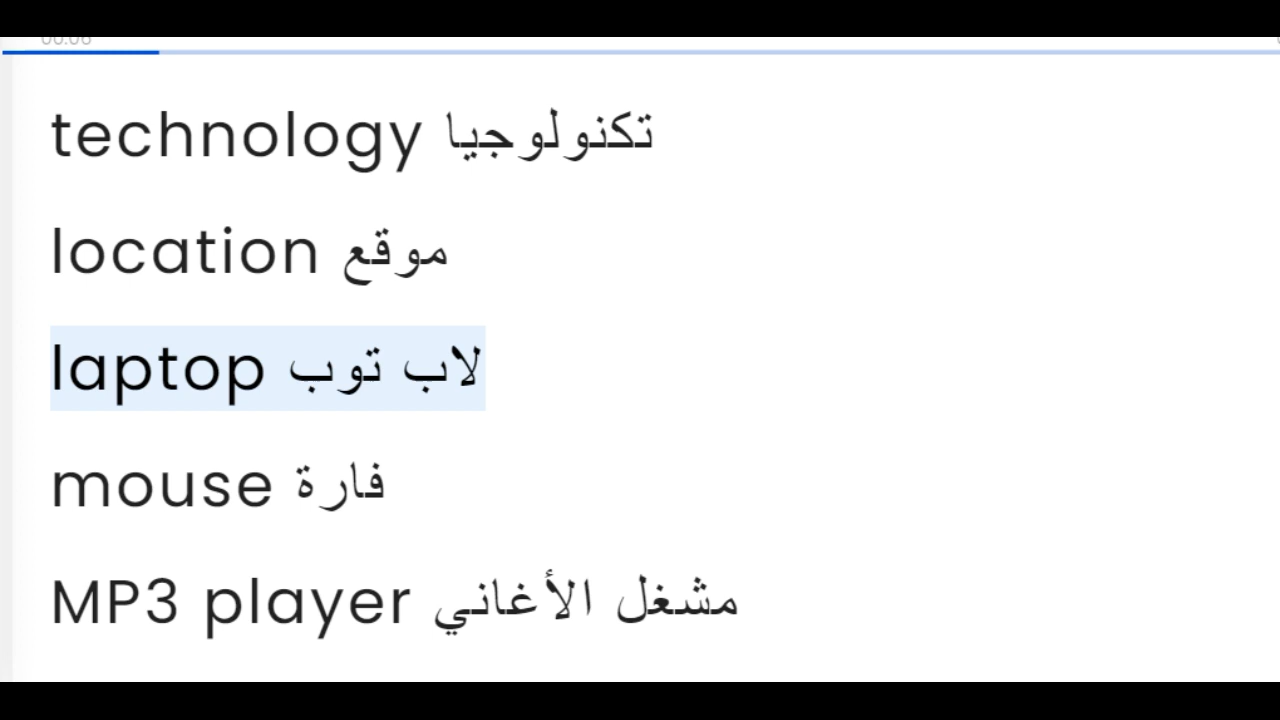 technology تكنولوجيا
location موقع
laptop لاب توب
mouse فارة
MP3 player مشغل الأغاني